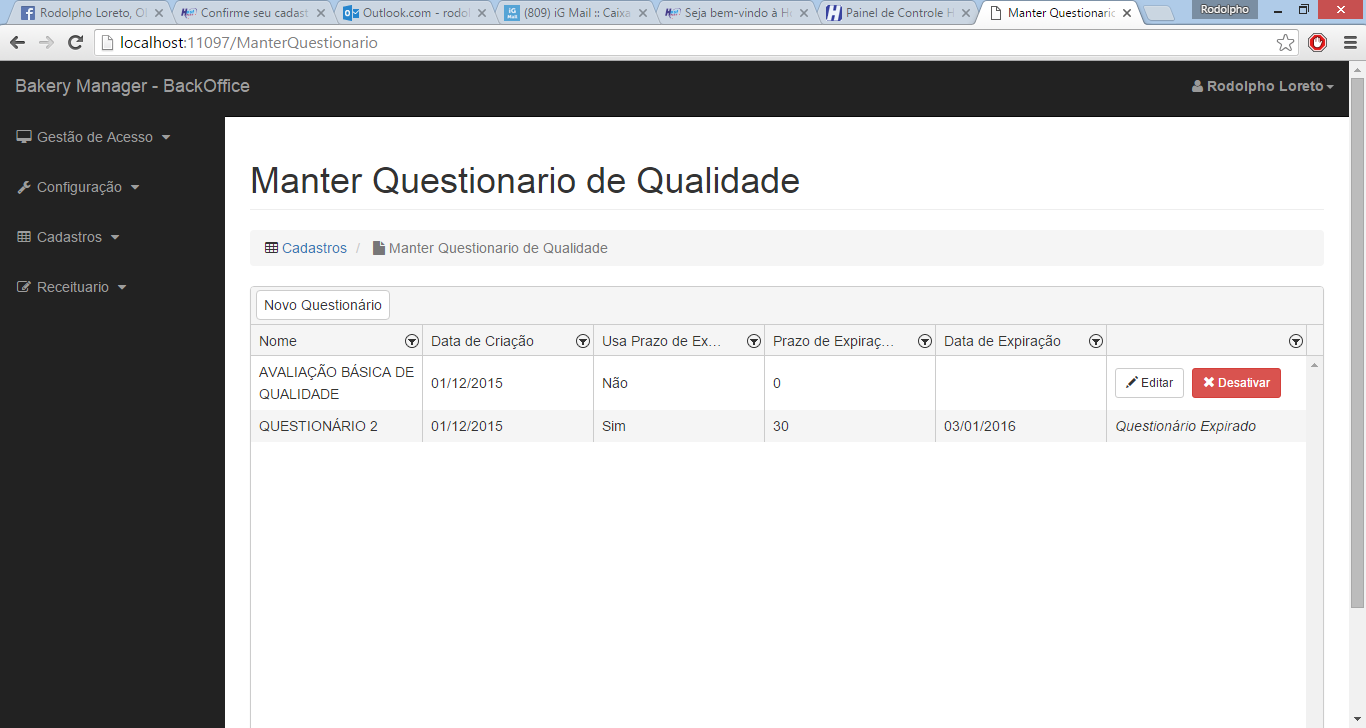 Rodolpho Loreto, Ol
Confirme seu cadast
Outlook.com - rodol
(809) iG Mail :: Caixa
Seja bem-vindo à Ho
Painel de Controle H
Manter Questionaric
Rodolpho
localhost:11097/ManterQuestionario
Bakery Manager - BackOffice
Rodolpho Loreto
Gestão de Acesso
Configuração
Cadastros
Receituario
Manter Questionario de Qualidade
Cadastros / Manter Questionario de Qualidade
Novo Questionário
Nome Data de Criação Usa Prazo de Ex... Prazo de Expiraç... Data de Expiração
AVALIAÇÃO BÁSICA DE
QUALIDADE
01/12/2015 Não 0 Editar Desativar
QUESTIONÁRIO 2 01/12/2015 Sim 30 03/01/2016 Questionário Expirado